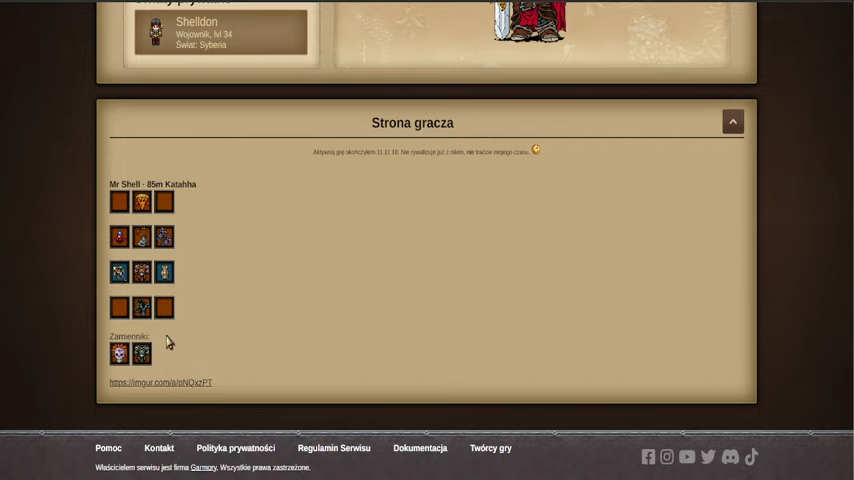 Shelldon
Wojownik, lvl 34
Świat: Syberia
Strona gracza
Aktywną grę skończyłem 11.11.18. Nie rywalizuje już z nikim, nie traćcie mojego czasu.
Mr Shell - 85m Katahha
Zamienniki:
https://imgur.com/a/pNQxzPT
Pomoc Kontakt Polityka prywatności Regulamin Serwisu Dokumentacja Twórcy gry
Właścicielem serwisu jest firma Garmory. Wszystkie prawa zastrzeżone.